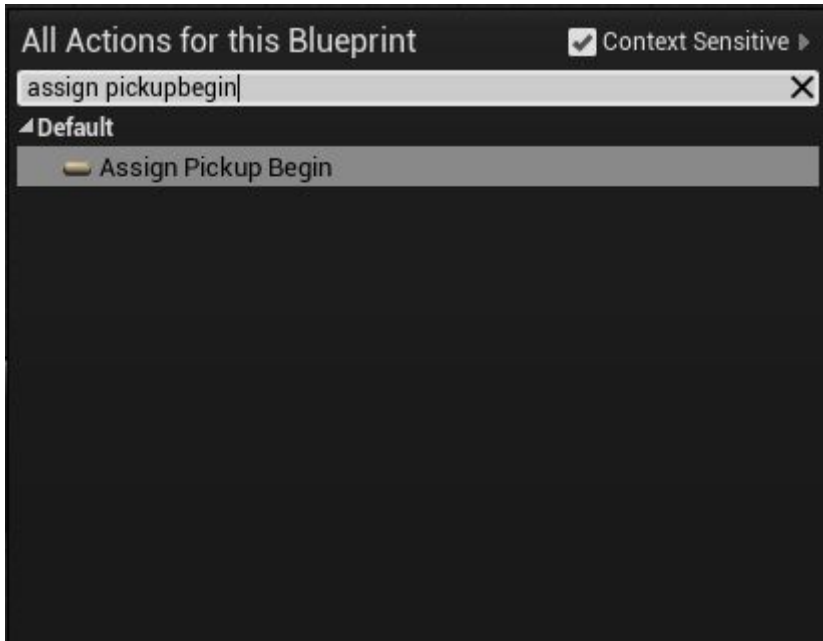 All Actions for this Blueprint Context Sensitive
assign pickupbegin
Default
Assign Pickup Begin